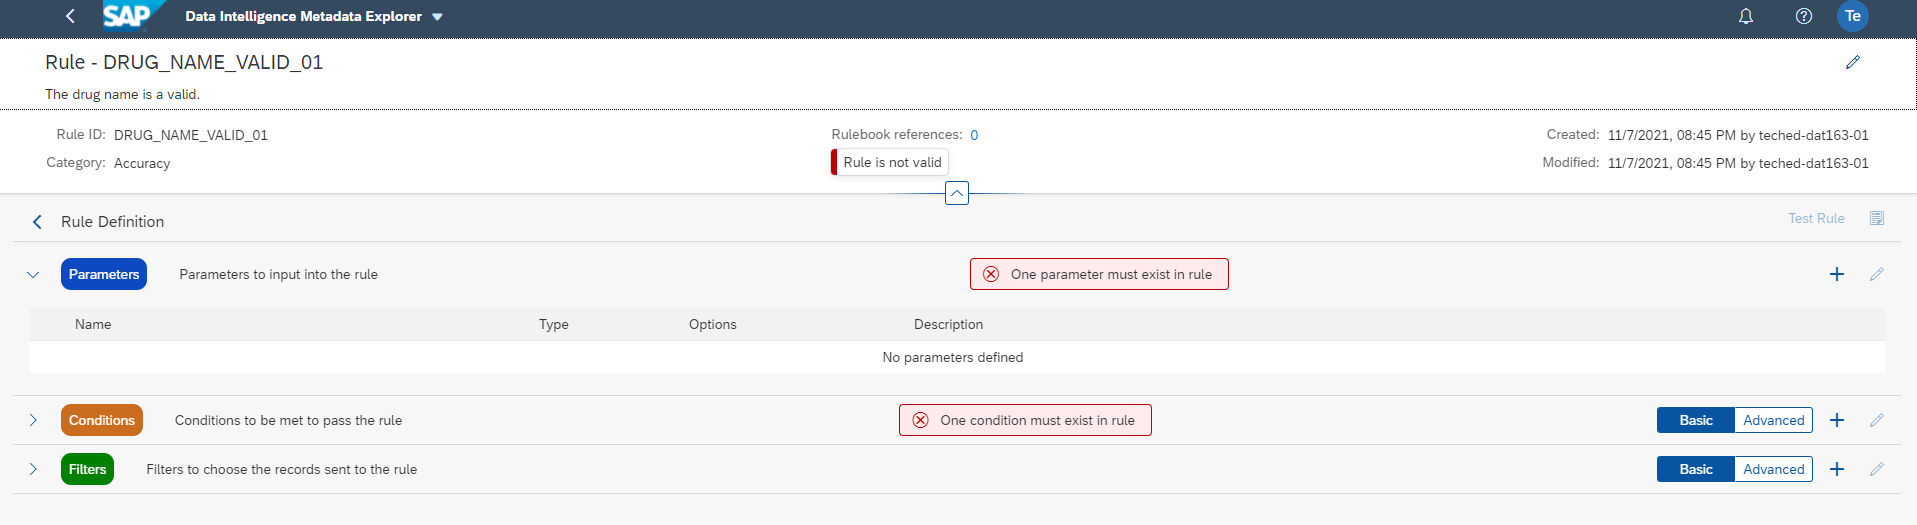 SAP Data Intelligence Metadata Explorer Te
Rule - DRUG_NAME_VALID_01
The drug name is a valid.
Rule ID: DRUG_NAME_VALID_01 Rulebook references: 0 Created: 11/7/2021, 08:45 PM by teched-dat163-01
Category: Accuracy Rule is not valid Modified: 11/7/2021, 08:45 PM by teched-dat163-01
Rule Definition Test Rule
Parameters Parameters to input into the rule One parameter must exist in rule
Name Type Options Description
No parameters defined
Conditions Conditions to be met to pass the rule One condition must exist in rule Basic Advanced
Filters Filters to choose the records sent to the rule Basic Advanced